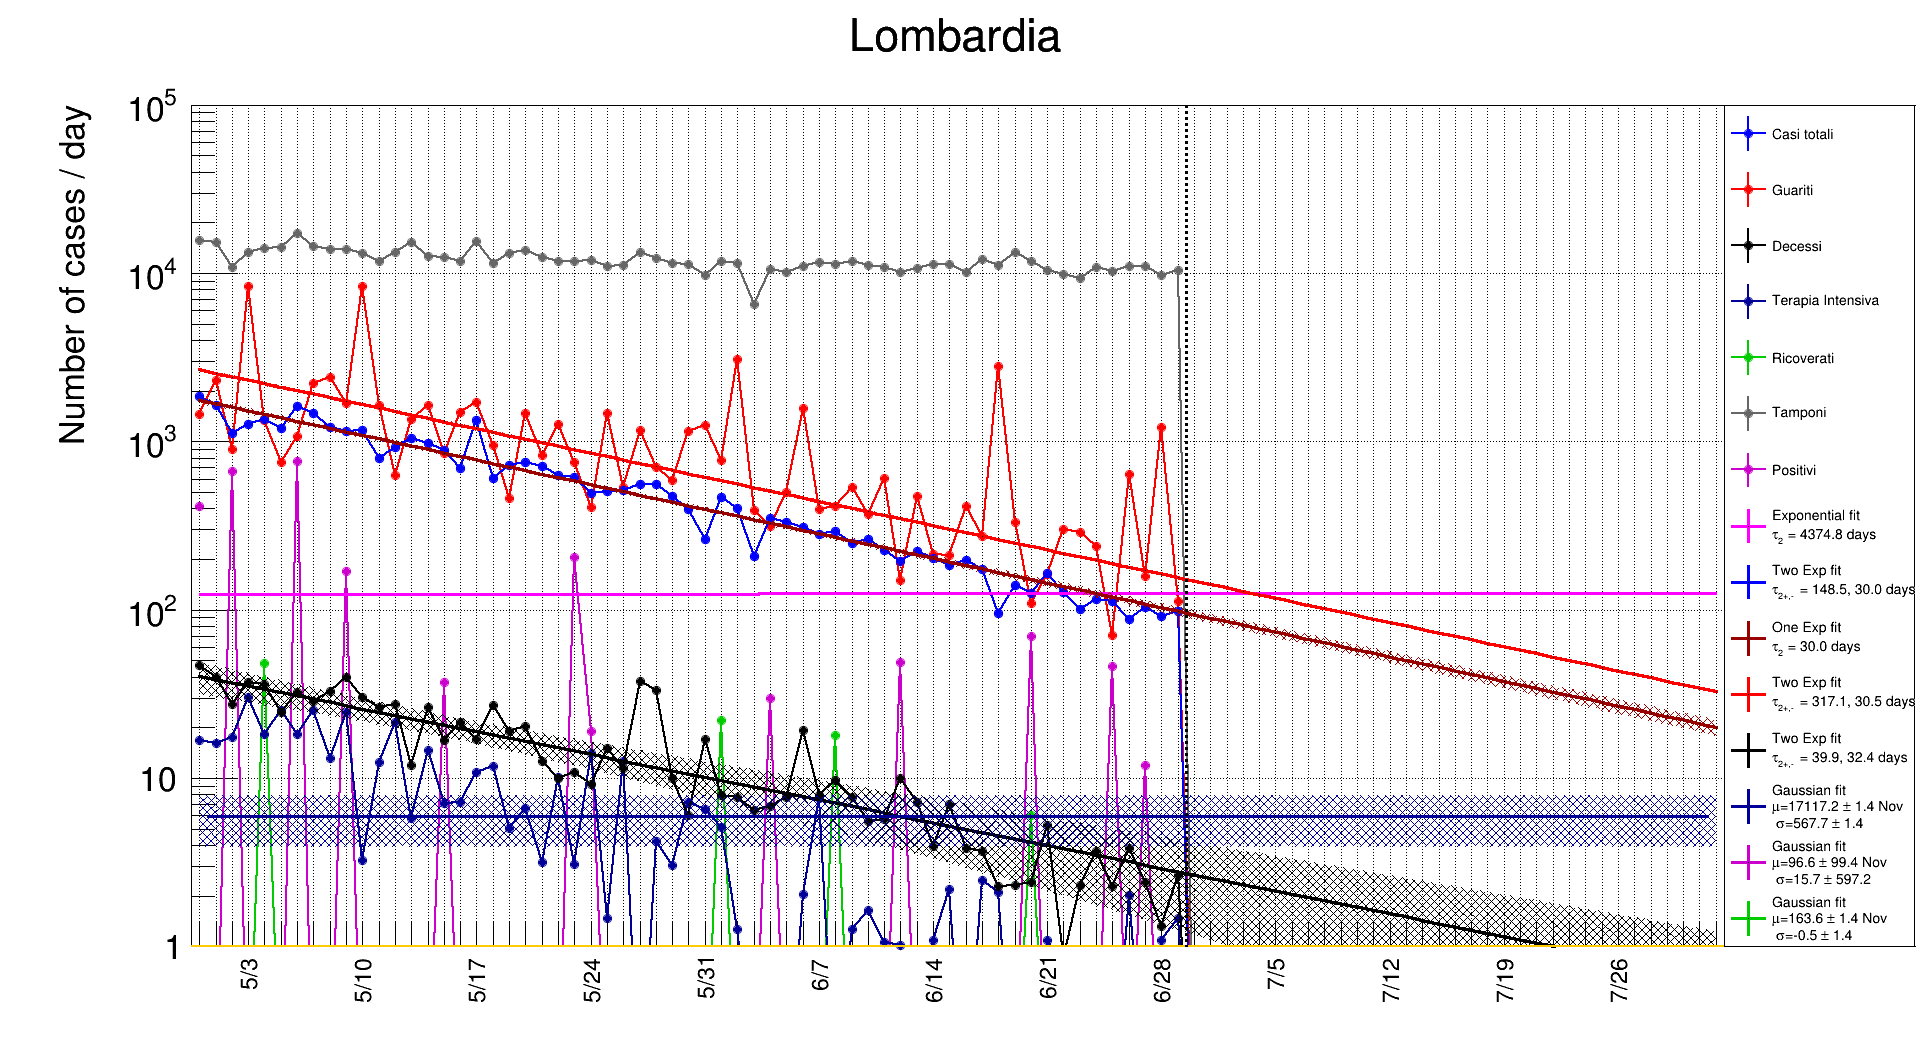 Lombardia
Number of cases / day
10^5
10^4
10^3
10^2
10
1
5/3
5/10
5/17
5/24
5/31
6/7
6/14
6/21
6/28
7/5
7/12
7/19
7/26
Casi totali
Guariti
Decessi
Terapia Intensiva
Ricoverati
Tamponi
Positivi
Exponential fit
τ2 = 4374.8 days
Two Exp fit
τ2+,- = 148.5, 30.0 days
One Exp fit
τ2 = 30.0 days
Two Exp fit
τ2+,- = 317.1, 30.5 days
Two Exp fit
τ2+,- = 39.9, 32.4 days
Gaussian fit
μ=17117.2 ± 1.4 Nov
σ=567.7 ± 1.4
Gaussian fit
μ=96.6 ± 99.4 Nov
σ=15.7 ± 597.2
Gaussian fit
μ=163.6 ± 1.4 Nov
σ=-0.5 ± 1.4